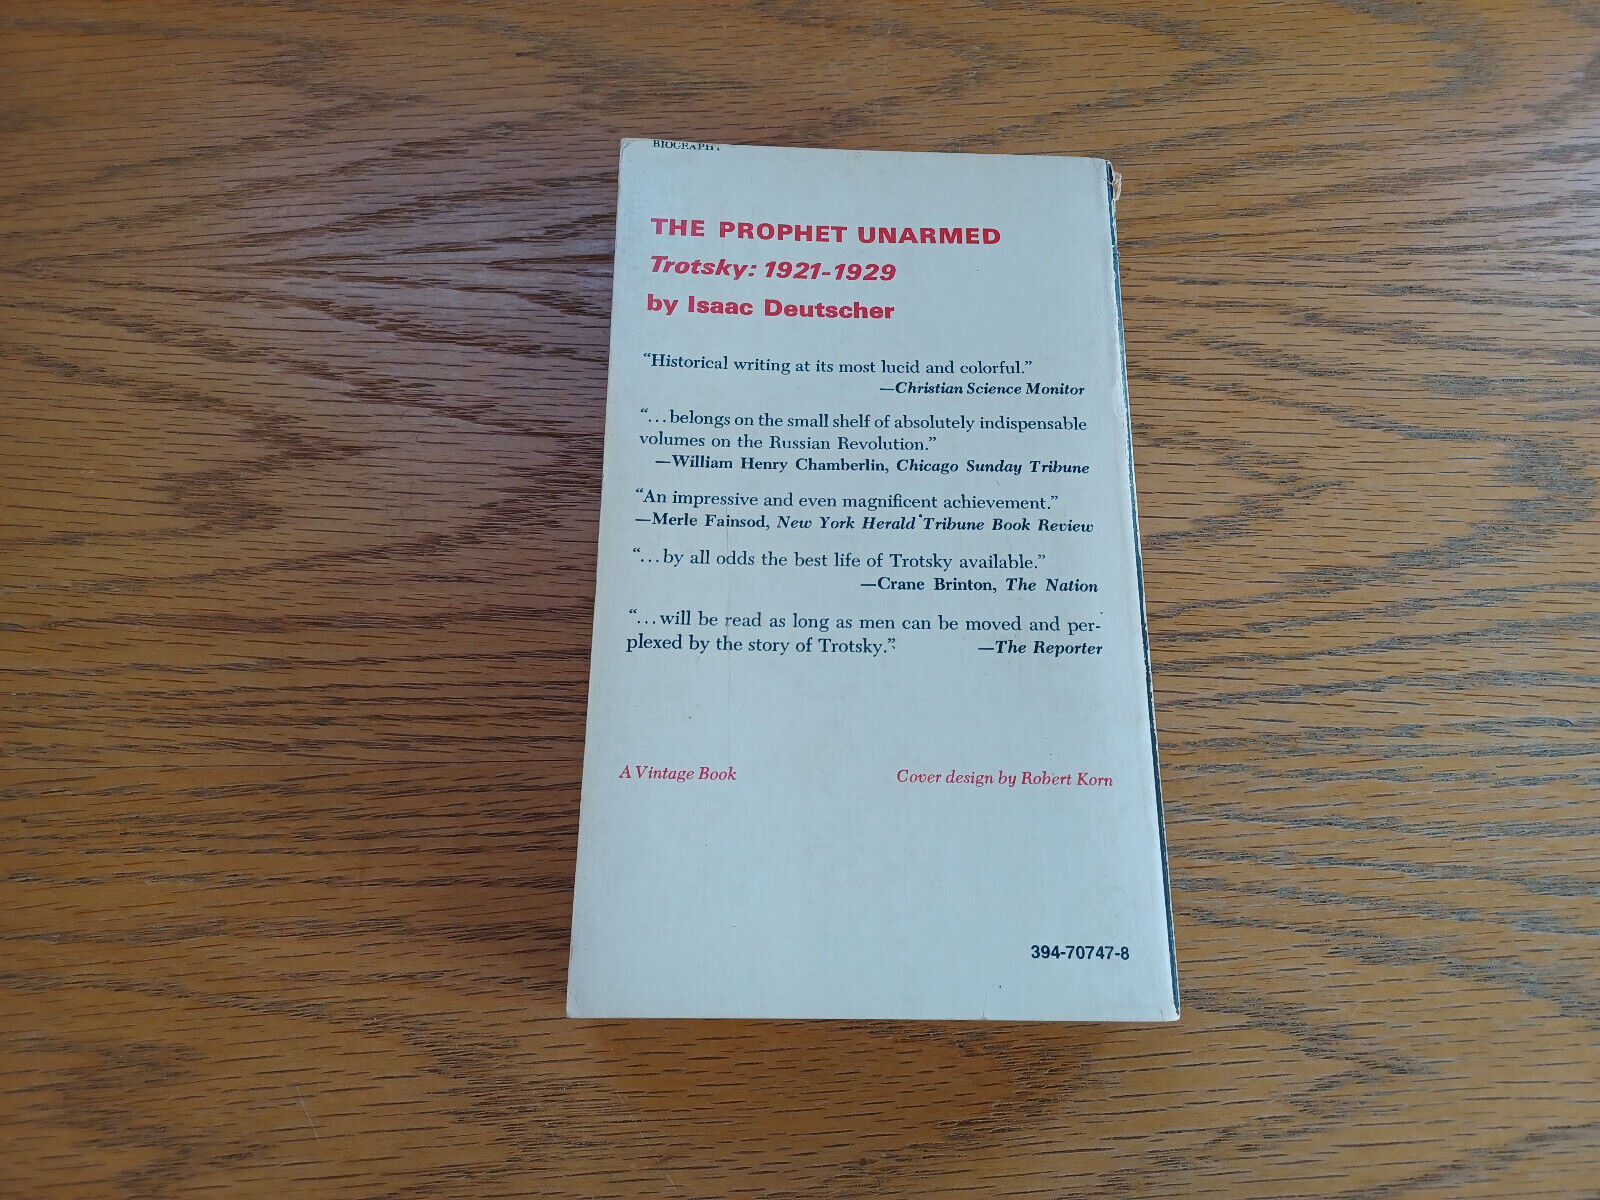 BIOGRAPHY
THE PROPHET UNARMED
Trotsky: 1921-1929
by Isaac Deutscher
“Historical writing at its most lucid and colorful.”
—Christian Science Monitor
“...belongs on the small shelf of absolutely indispensable
volumes on the Russian Revolution.”
—William Henry Chamberlin, Chicago Sunday Tribune
“An impressive and even magnificent achievement.”
—Merle Fainsod, New York Herald Tribune Book Review
“...by all odds the best life of Trotsky available.”
—Crane Brinton, The Nation
“...will be read as long as men can be moved and per-
plexed by the story of Trotsky.” —The Reporter
A Vintage Book Cover design by Robert Korn
394-70747-8